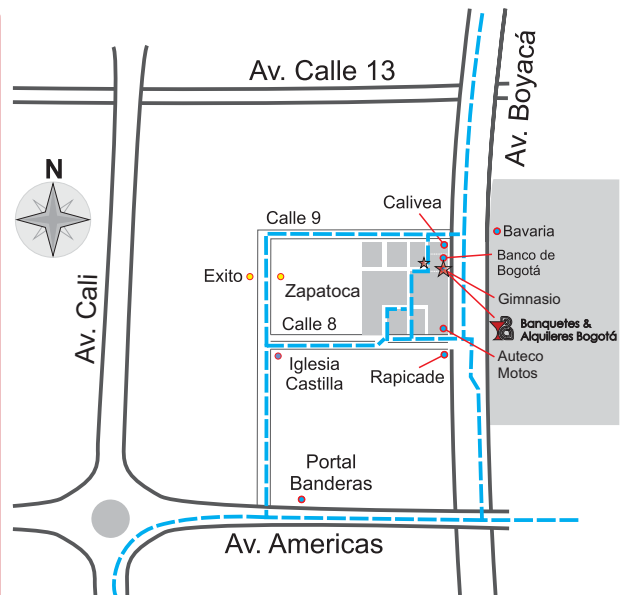 Av. Calle 13
Av. Boyacá
N
Calivea
Calle 9
Bavaria
Banco de
Bogotá
Exito
Zapatoca
Gimnasio
Av. Cali
Calle 8
Banquetes &
Alquileres Bogotá
Iglesia
Castilla
Rapicade
Auteco
Motos
Portal
Banderas
Av. Americas